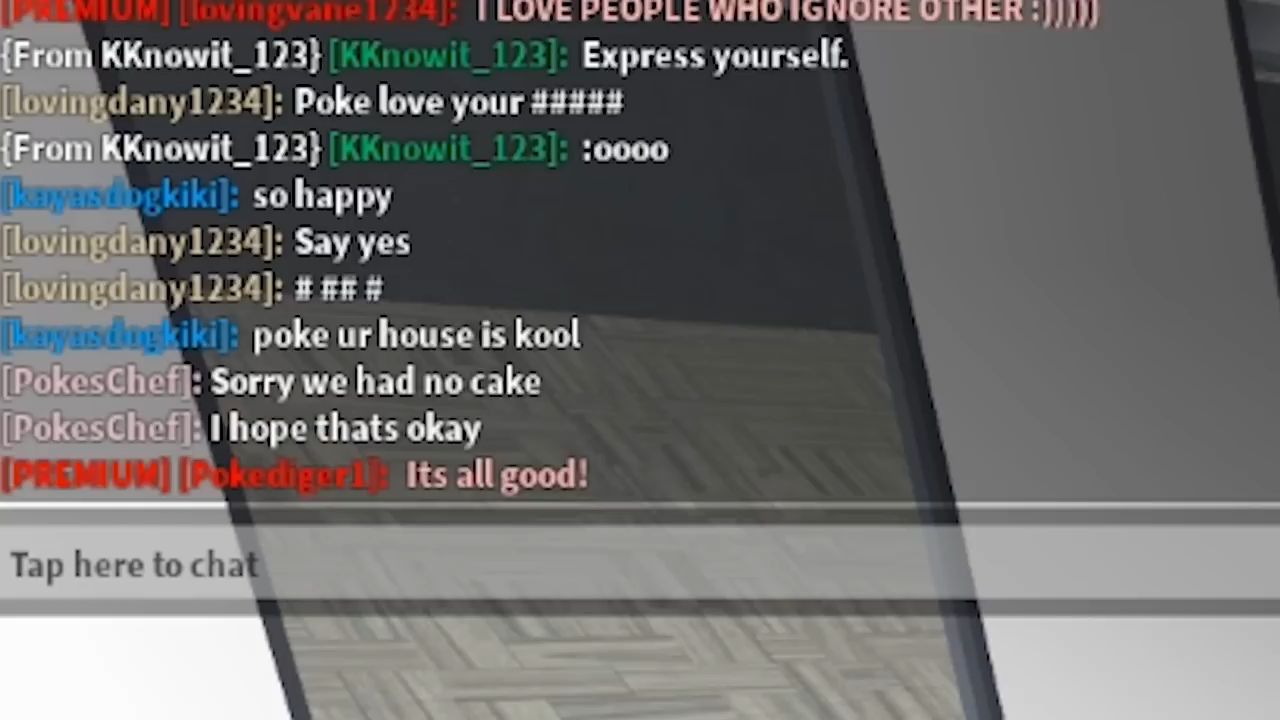 [PREMIUM] [lovingvane1234]: I LOVE PEOPLE WHO IGNORE OTHER :)))))
{From KKnowit_123} [KKnowit_123]: Express yourself.
[lovingdany1234]: Poke love your #####
{From KKnowit_123} [KKnowit_123]: :oooo
[kayasdogkiki]: so happy
[lovingdany1234]: Say yes
[lovingdany1234]: # ## #
[kayasdogkiki]: poke ur house is kool
[PokesChef]: Sorry we had no cake
[PokesChef]: I hope thats okay
[PREMIUM] [Pokediger1]: Its all good!
Tap here to chat